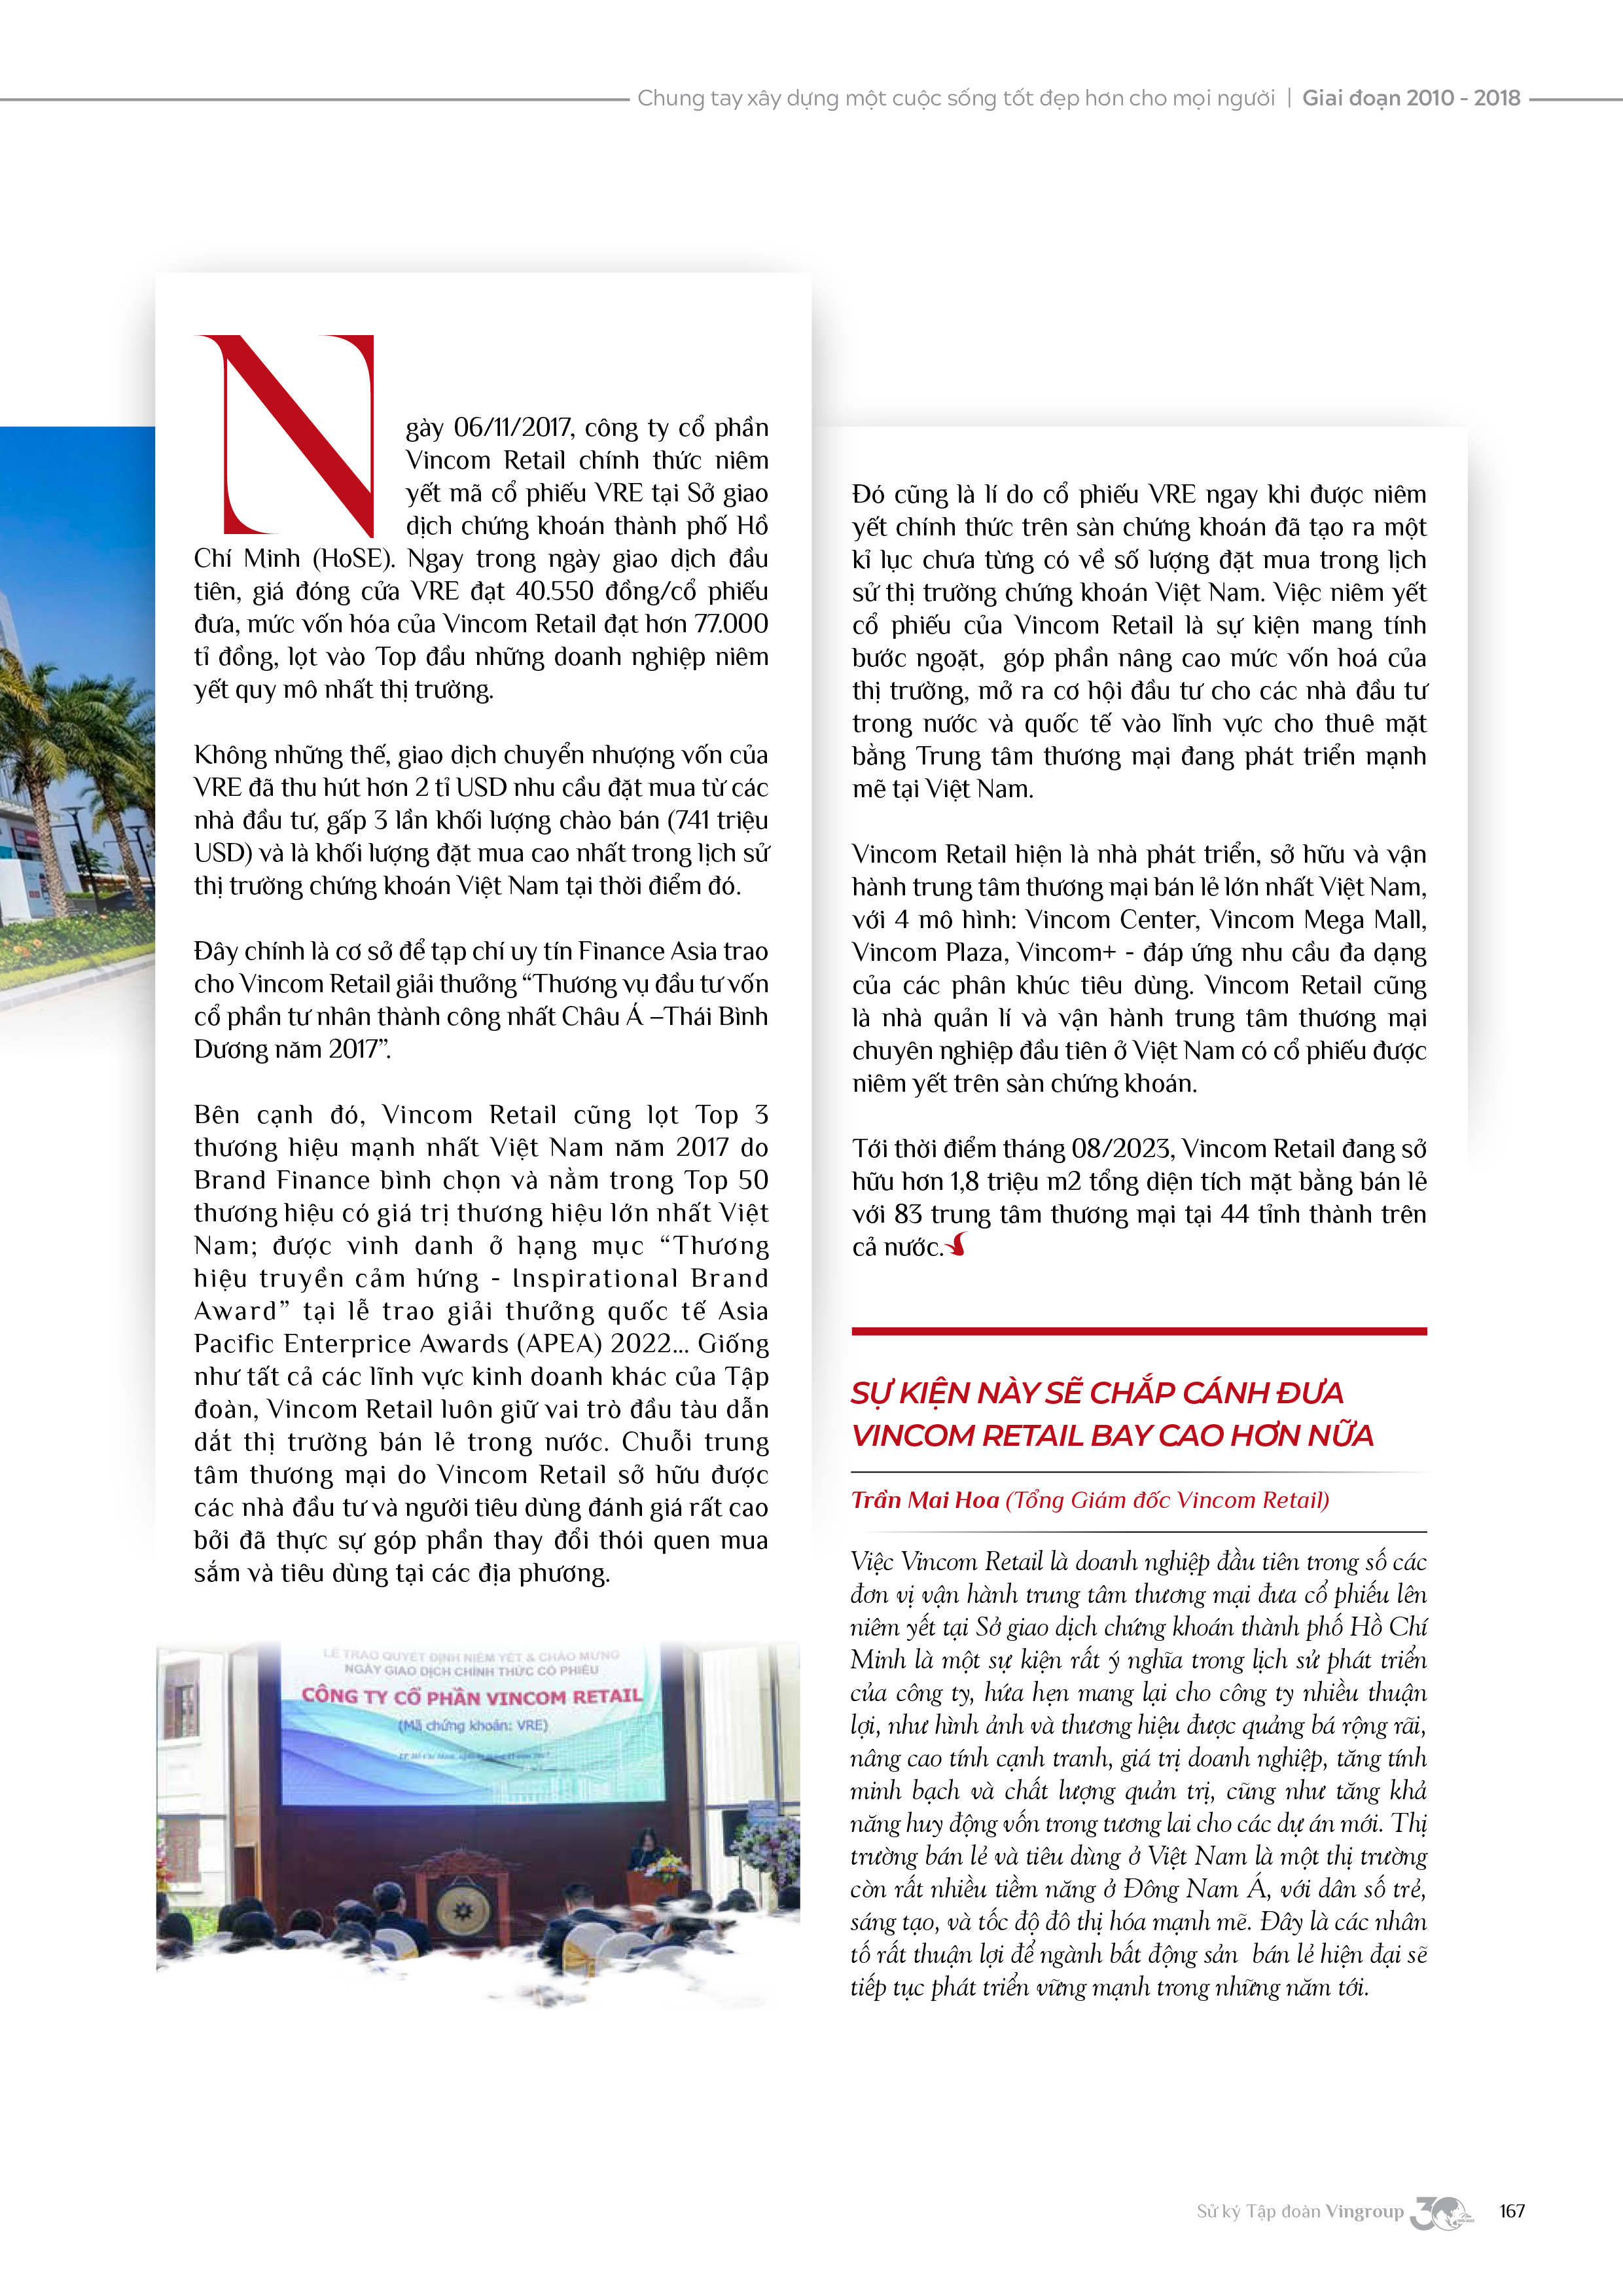 Chung tay xây dựng một cuộc sống tốt đẹp hơn cho mọi người | Giai đoạn 2010 - 2018
Ngày 06/11/2017, công ty cổ phần
Vincom Retail chính thức niêm
yết mã cổ phiếu VRE tại Sở giao
dịch chứng khoán thành phố Hồ
Chí Minh (HoSE). Ngay trong ngày giao dịch đầu
tiên, giá đóng cửa VRE đạt 40.550 đồng/cổ phiếu
đưa, mức vốn hóa của Vincom Retail đạt hơn 77.000
tỉ đồng, lọt vào Top đầu những doanh nghiệp niêm
yết quy mô nhất thị trường.
Không những thế, giao dịch chuyển nhượng vốn của
VRE đã thu hút hơn 2 tỉ USD nhu cầu đặt mua từ các
nhà đầu tư, gấp 3 lần khối lượng chào bán (741 triệu
USD) và là khối lượng đặt mua cao nhất trong lịch sử
thị trường chứng khoán Việt Nam tại thời điểm đó.
Đây chính là cơ sở để tạp chí uy tín Finance Asia trao
cho Vincom Retail giải thưởng “Thương vụ đầu tư vốn
cổ phần tư nhân thành công nhất Châu Á –Thái Bình
Dương năm 2017”.
Bên cạnh đó, Vincom Retail cũng lọt Top 3
thương hiệu mạnh nhất Việt Nam năm 2017 do
Brand Finance bình chọn và nằm trong Top 50
thương hiệu có giá trị thương hiệu lớn nhất Việt
Nam; được vinh danh ở hạng mục “Thương
hiệu truyền cảm hứng - Inspirational Brand
Award” tại lễ trao giải thưởng quốc tế Asia
Pacific Enterprice Awards (APEA) 2022... Giống
như tất cả các lĩnh vực kinh doanh khác của Tập
đoàn, Vincom Retail luôn giữ vai trò đầu tàu dẫn
dắt thị trường bán lẻ trong nước. Chuỗi trung
tâm thương mại do Vincom Retail sở hữu được
các nhà đầu tư và người tiêu dùng đánh giá rất cao
bởi đã thực sự góp phần thay đổi thói quen mua
sắm và tiêu dùng tại các địa phương.
LỄ TRAO QUYẾT ĐỊNH NIÊM YẾT & CHÀO MỪNG
NGÀY GIAO DỊCH CHÍNH THỨC CỔ PHIẾU
CÔNG TY CỔ PHẦN VINCOM RETAIL
(Mã chứng khoán: VRE)
Đó cũng là lí do cổ phiếu VRE ngay khi được niêm
yết chính thức trên sàn chứng khoán đã tạo ra một
kỉ lục chưa từng có về số lượng đặt mua trong lịch
sử thị trường chứng khoán Việt Nam. Việc niêm yết
cổ phiếu của Vincom Retail là sự kiện mang tính
bước ngoặt, góp phần nâng cao mức vốn hoá của
thị trường, mở ra cơ hội đầu tư cho các nhà đầu tư
trong nước và quốc tế vào lĩnh vực cho thuê mặt
bằng Trung tâm thương mại đang phát triển mạnh
mẽ tại Việt Nam.
Vincom Retail hiện là nhà phát triển, sở hữu và vận
hành trung tâm thương mại bán lẻ lớn nhất Việt Nam,
với 4 mô hình: Vincom Center, Vincom Mega Mall,
Vincom Plaza, Vincom+ - đáp ứng nhu cầu đa dạng
của các phân khúc tiêu dùng. Vincom Retail cũng
là nhà quản lí và vận hành trung tâm thương mại
chuyên nghiệp đầu tiên ở Việt Nam có cổ phiếu được
niêm yết trên sàn chứng khoán.
Tới thời điểm tháng 08/2023, Vincom Retail đang sở
hữu hơn 1,8 triệu m2 tổng diện tích mặt bằng bán lẻ
với 83 trung tâm thương mại tại 44 tỉnh thành trên
cả nước.
SỰ KIỆN NÀY SẼ CHẮP CÁNH ĐƯA
VINCOM RETAIL BAY CAO HƠN NỮA
Trần Mai Hoa (Tổng Giám đốc Vincom Retail)
Việc Vincom Retail là doanh nghiệp đầu tiên trong số các
đơn vị vận hành trung tâm thương mại đưa cổ phiếu lên
niêm yết tại Sở giao dịch chứng khoán thành phố Hồ Chí
Minh là một sự kiện rất ý nghĩa trong lịch sử phát triển
của công ty, hứa hẹn mang lại cho công ty nhiều thuận
lợi, như hình ảnh và thương hiệu được quảng bá rộng rãi,
nâng cao tính cạnh tranh, giá trị doanh nghiệp, tăng tính
minh bạch và chất lượng quản trị, cũng như tăng khả
năng huy động vốn trong tương lai cho các dự án mới. Thị
trường bán lẻ và tiêu dùng ở Việt Nam là một thị trường
còn rất nhiều tiềm năng ở Đông Nam Á, với dân số trẻ,
sáng tạo, và tốc độ đô thị hóa mạnh mẽ. Đây là các nhân
tố rất thuận lợi để ngành bất động sản bán lẻ hiện đại sẽ
tiếp tục phát triển vững mạnh trong những năm tới.
Sử ký Tập đoàn Vingroup 30 167